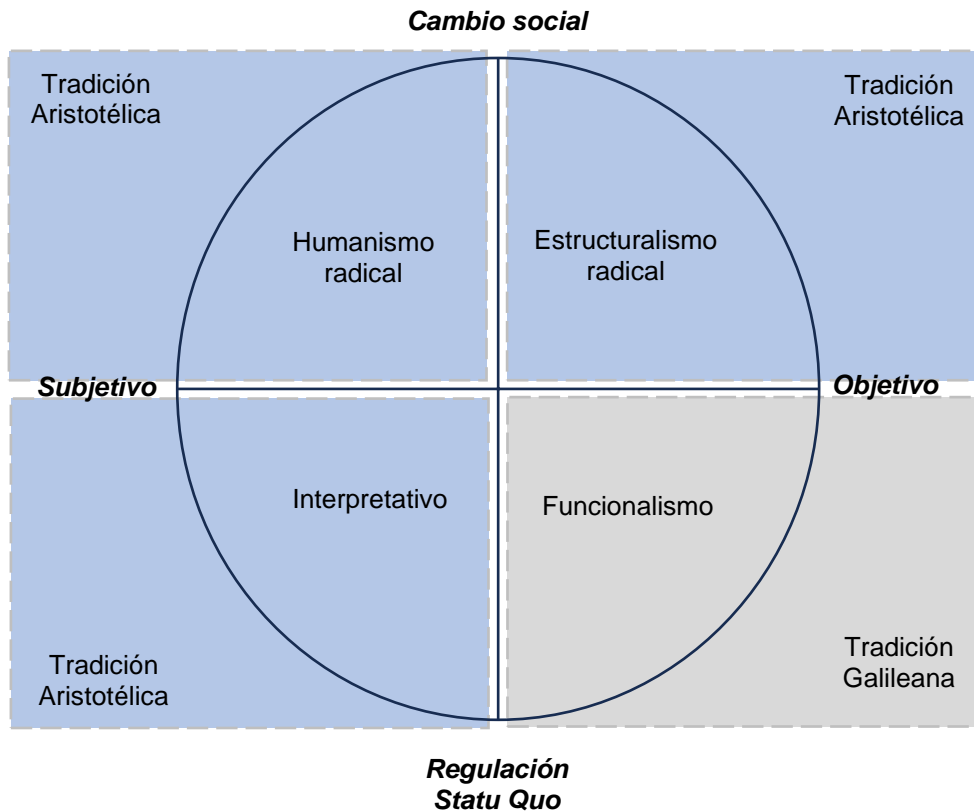 Cambio social
Tradición
Aristotélica
Tradición
Aristotélica
Humanismo
radical
Estructuralismo
radical
Subjetivo
Objetivo
Interpretativo
Funcionalismo
Tradición
Aristotélica
Tradición
Galileana
Regulación
Statu Quo